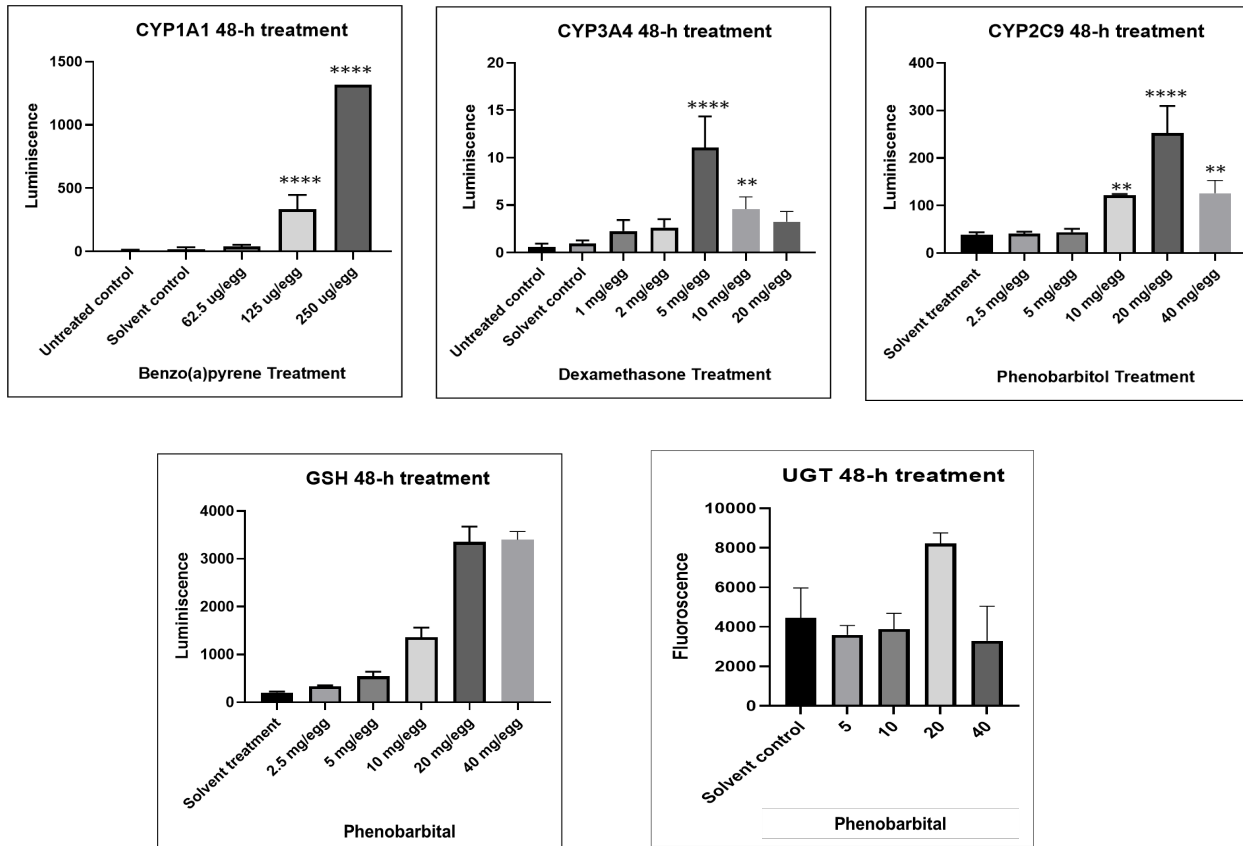 CYP1A1 48-h treatment
1500
1000
500
0
Luminiscence
****
****
Untreated control
Solvent control
62.5 ug/egg
125 ug/egg
250 ug/egg
Benzo(a)pyrene Treatment
CYP3A4 48-h treatment
20
15
10
5
0
Luminiscence
****
**
Untreated control
Solvent control
1 mg/egg
2 mg/egg
5 mg/egg
10 mg/egg
20 mg/egg
Dexamethasone Treatment
CYP2C9 48-h treatment
400
300
200
100
0
Luminiscence
**
****
**
Solvent treatment
2.5 mg/egg
5 mg/egg
10 mg/egg
20 mg/egg
40 mg/egg
Phenobarbitol Treatment
GSH 48-h treatment
4000
3000
2000
1000
0
Luminiscence
Solvent treatment
2.5 mg/egg
5 mg/egg
10 mg/egg
20 mg/egg
40 mg/egg
Phenobarbital
UGT 48-h treatment
10000
8000
6000
4000
2000
0
Fluoroscence
Solvent control
5
10
20
40
Phenobarbital